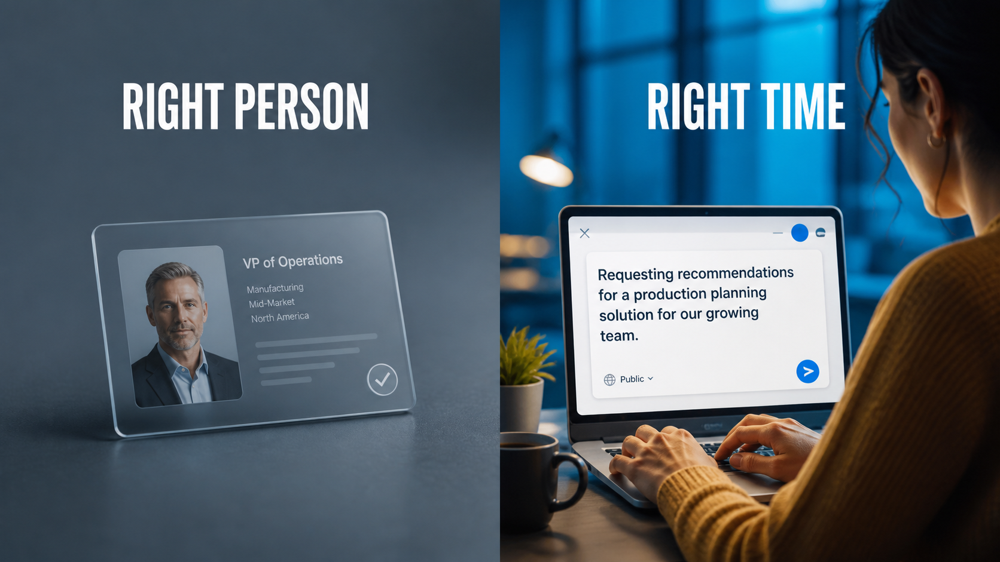 RIGHT PERSON
VP of Operations
Manufacturing
Mid-Market
North America
RIGHT TIME
Requesting recommendations
for a production planning
solution for our growing
team.
Public